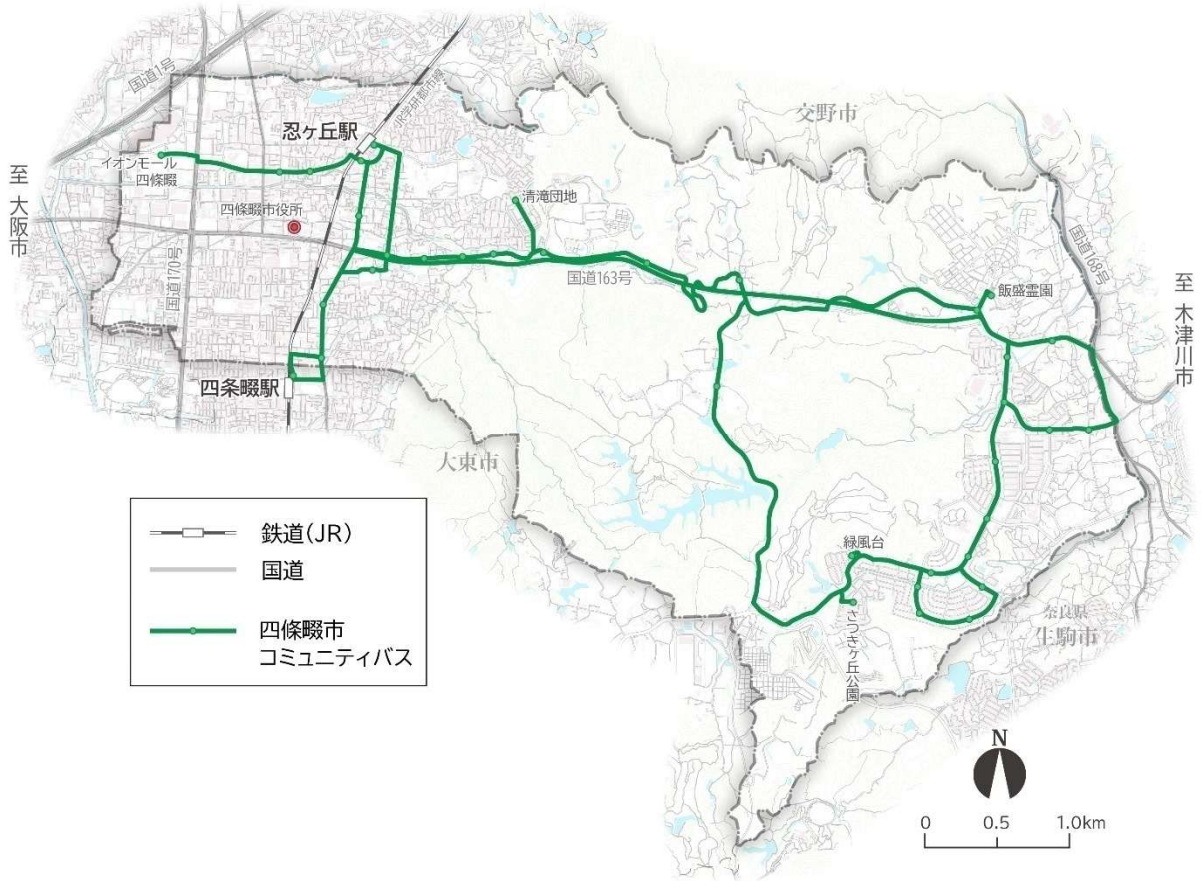 国道1号
JR学研都市線
交野市
忍ヶ丘駅
イオンモール
四條畷
至 大阪市
清滝団地
四條畷市役所
国道168号
国道170号
国道163号
飯盛霊園
至 木津川市
四条畷駅
大東市
鉄道(JR)
国道
四條畷市
コミュニティバス
緑風台
さつきヶ丘公園
奈良県
生駒市
N
0 0.5 1.0km